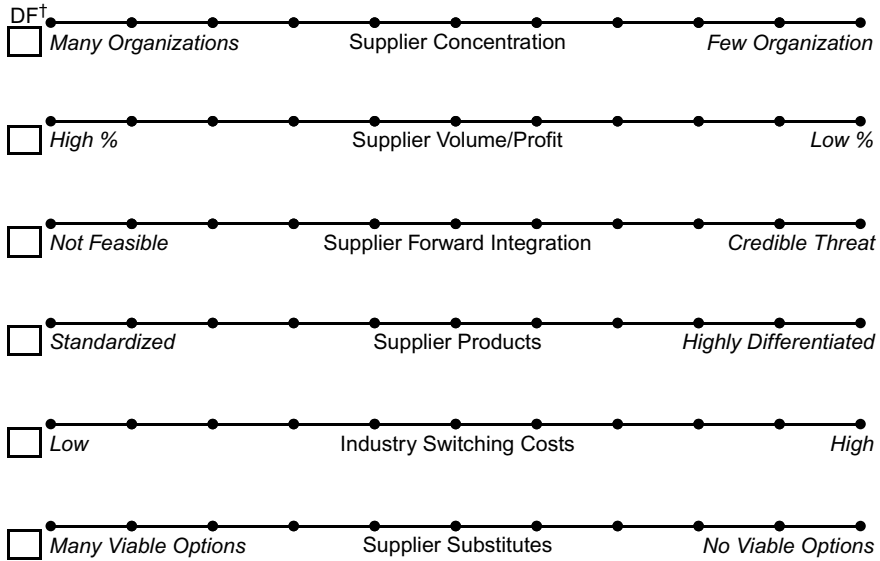 DF†
Many Organizations Supplier Concentration Few Organization
High % Supplier Volume/Profit Low %
Not Feasible Supplier Forward Integration Credible Threat
Standardized Supplier Products Highly Differentiated
Low Industry Switching Costs High
Many Viable Options Supplier Substitutes No Viable Options